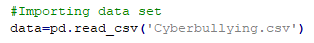 #Importing data set
data=pd.read_csv('Cyberbullying.csv')